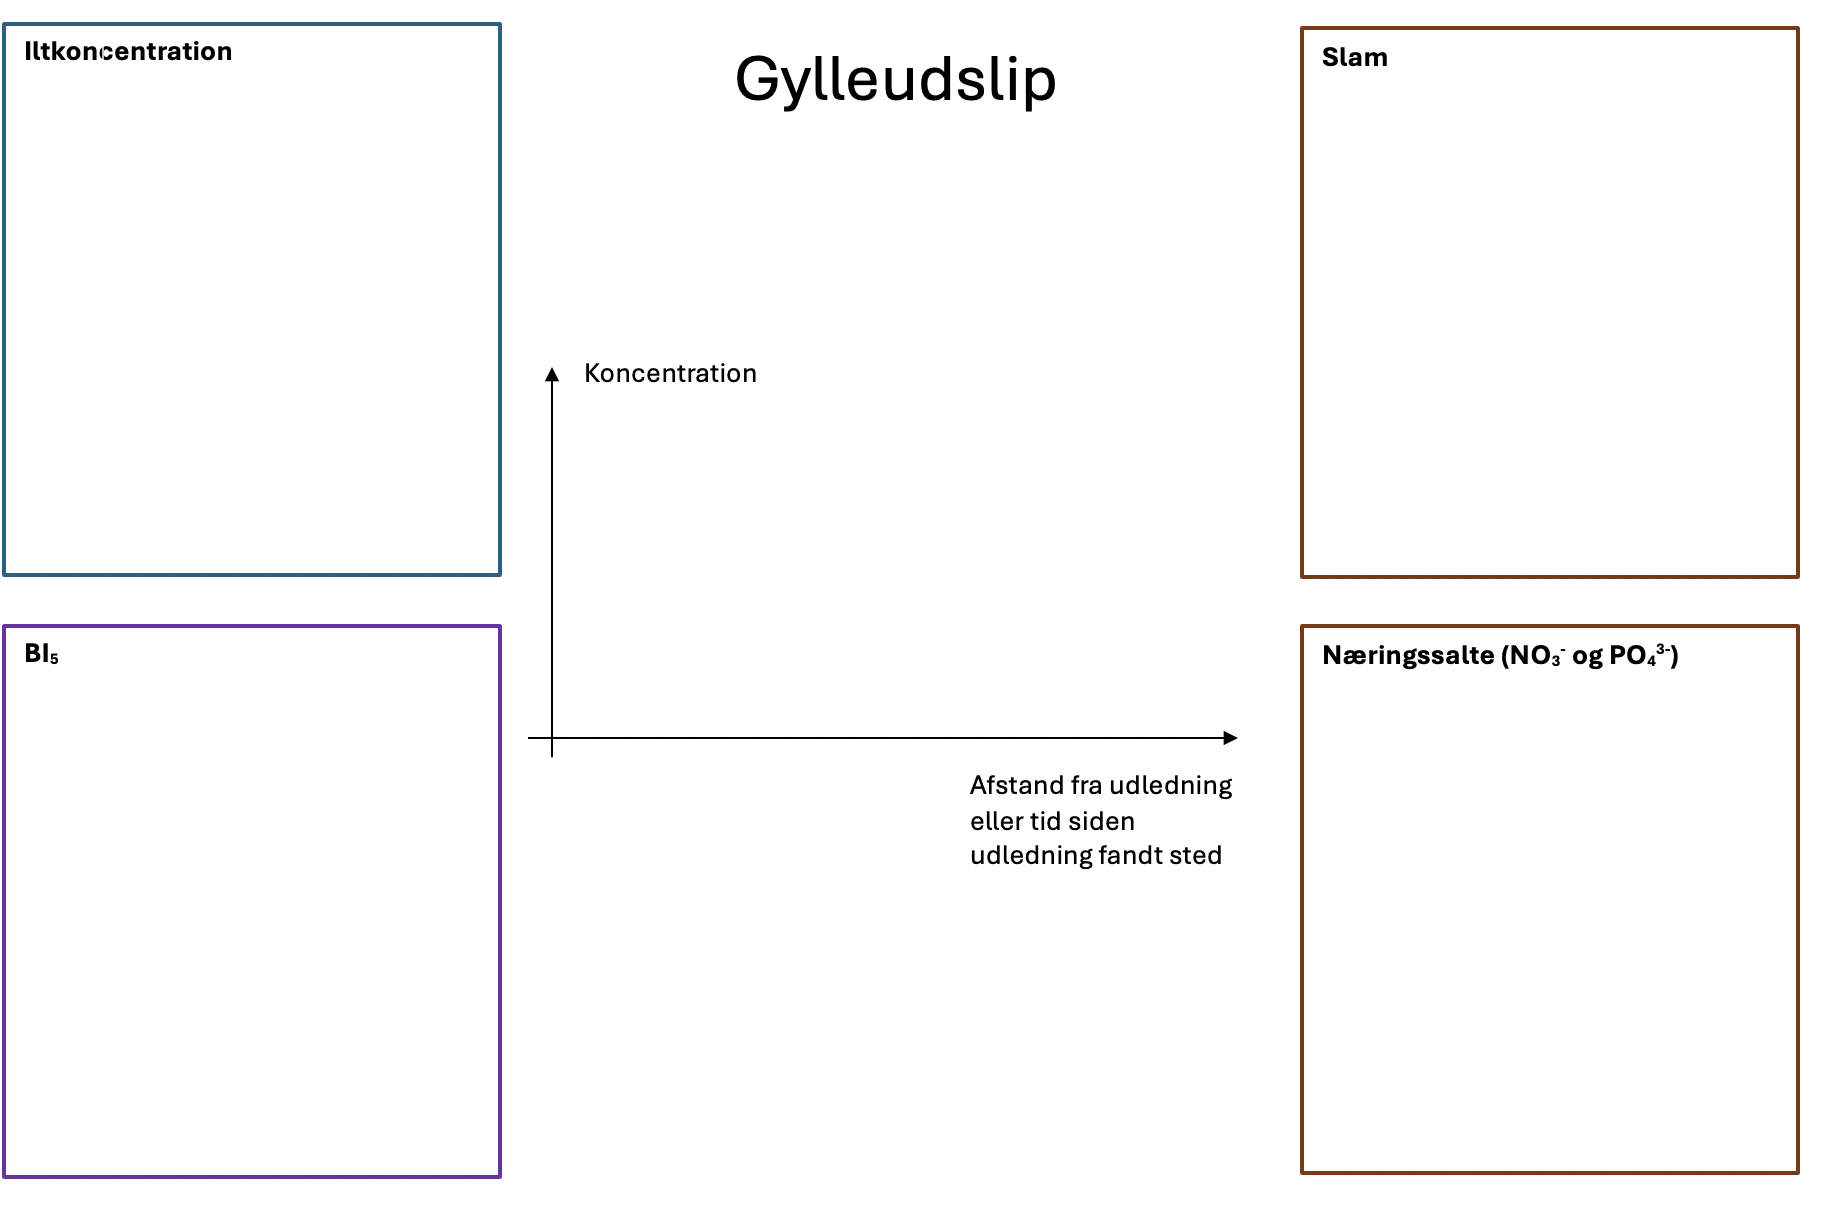 Iltkoncentration
Gylleudslip
Slam
Koncentration
BI₅
Næringssalte (NO₃⁻ og PO₄³⁻)
Afstand fra udledning
eller tid siden
udledning fandt sted